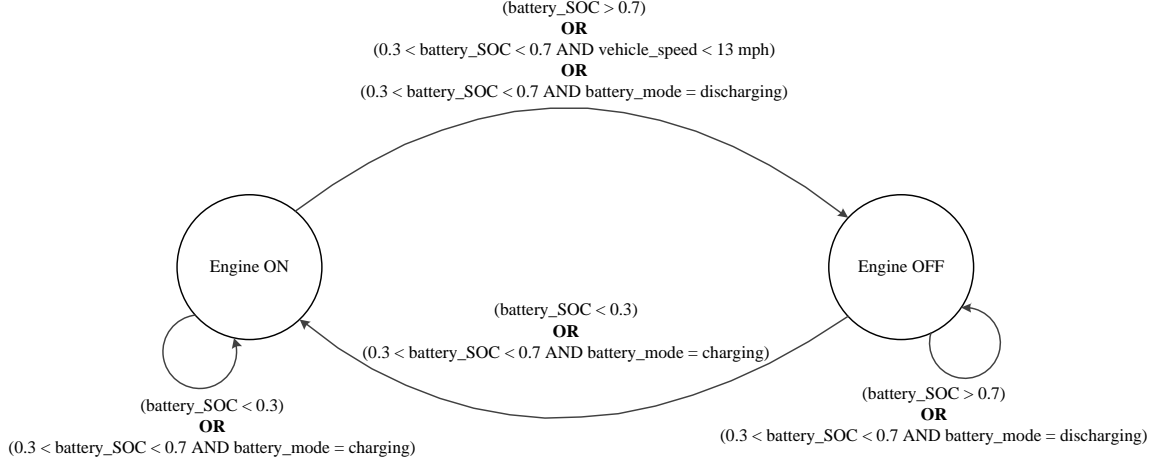 (battery_SOC > 0.7)
OR
(0.3 < battery_SOC < 0.7 AND vehicle_speed < 13 mph)
OR
(0.3 < battery_SOC < 0.7 AND battery_mode = discharging)
Engine ON
Engine OFF
(battery_SOC < 0.3)
OR
(0.3 < battery_SOC < 0.7 AND battery_mode = charging)
(battery_SOC < 0.3)
OR
(0.3 < battery_SOC < 0.7 AND battery_mode = charging)
(battery_SOC > 0.7)
OR
(0.3 < battery_SOC < 0.7 AND battery_mode = discharging)